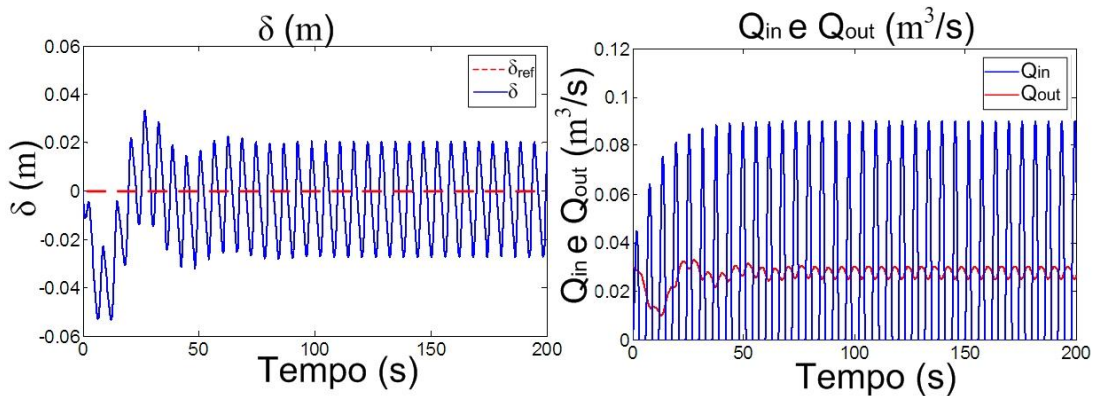 δ (m)
0.06
0.04
0.02
0
-0.02
-0.04
-0.06
δ (m)
δref
δ
0
50
100
150
200
Tempo (s)
Qin e Qout (m³/s)
0.12
0.1
0.08
0.06
0.04
0.02
0
Qin e Qout (m³/s)
Qin
Qout
0
50
100
150
200
Tempo (s)